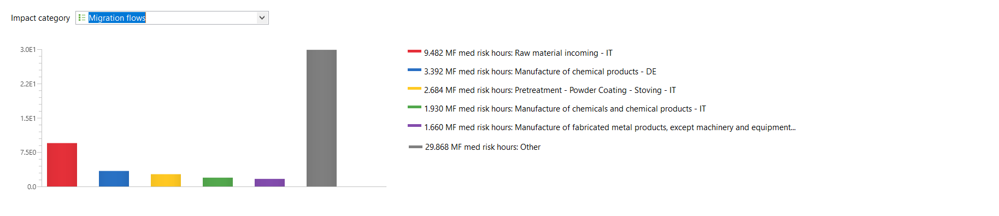 Impact category Migration flows
3.0E1
2.2E1
1.5E1
7.5E0
0.0
9.482 MF med risk hours: Raw material incoming - IT
3.392 MF med risk hours: Manufacture of chemical products - DE
2.684 MF med risk hours: Pretreatment - Powder Coating - Stoving - IT
1.930 MF med risk hours: Manufacture of chemicals and chemical products - IT
1.660 MF med risk hours: Manufacture of fabricated metal products, except machinery and equipment...
29.868 MF med risk hours: Other